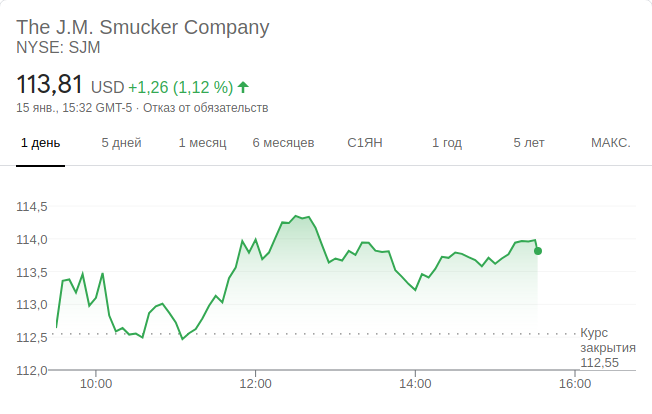 The J.M. Smucker Company
NYSE: SJM
113,81 USD +1,26 (1,12 %)
15 янв., 15:32 GMT-5 · Отказ от обязательств
1 день 5 дней 1 месяц 6 месяцев С1ЯН 1 год 5 лет МАКС.
114,5
114,0
113,5
113,0
112,5
112,0
Курс
закрытия
112,55
10:00 12:00 14:00 16:00